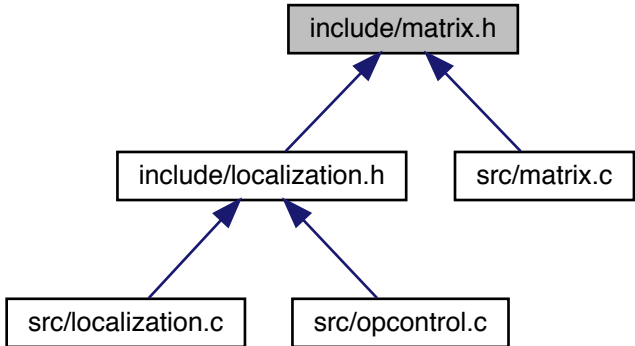 include/matrix.h
include/localization.h
src/matrix.c
src/localization.c
src/opcontrol.c